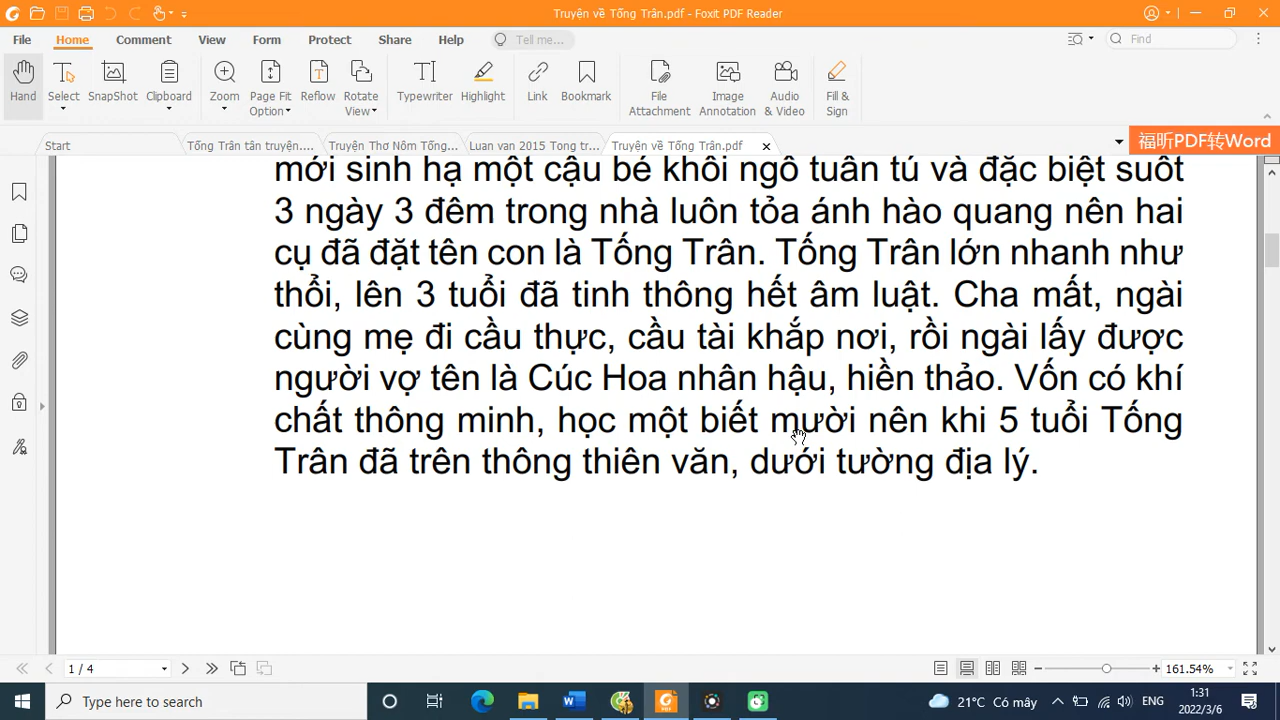 Truyện về Tống Trân.pdf - Foxit PDF Reader
File Home Comment View Form Protect Share Help Tell me... Find
Hand Select SnapShot Clipboard Zoom Page Fit Option Reflow Rotate View Typewriter Highlight Link Bookmark File Attachment Image Annotation Audio & Video Fill & Sign
Start Tống Trân tân truyện.... Truyện Thơ Nôm Tống... Luan van 2015 Tong tr... Truyện về Tống Trân.pdf 福昕PDF转Word
mới sinh hạ một cậu bé khôi ngô tuấn tú và đặc biệt suốt
3 ngày 3 đêm trong nhà luôn tỏa ánh hào quang nên hai
cụ đã đặt tên con là Tống Trân. Tống Trân lớn nhanh như
thổi, lên 3 tuổi đã tinh thông hết âm luật. Cha mất, ngài
cùng mẹ đi cầu thực, cầu tài khắp nơi, rồi ngài lấy được
người vợ tên là Cúc Hoa nhân hậu, hiền thảo. Vốn có khí
chất thông minh, học một biết mười nên khi 5 tuổi Tống
Trân đã trên thông thiên văn, dưới tường địa lý.
1 / 4 161.54%
Type here to search 21°C Có mây ENG 1:31
2022/3/6